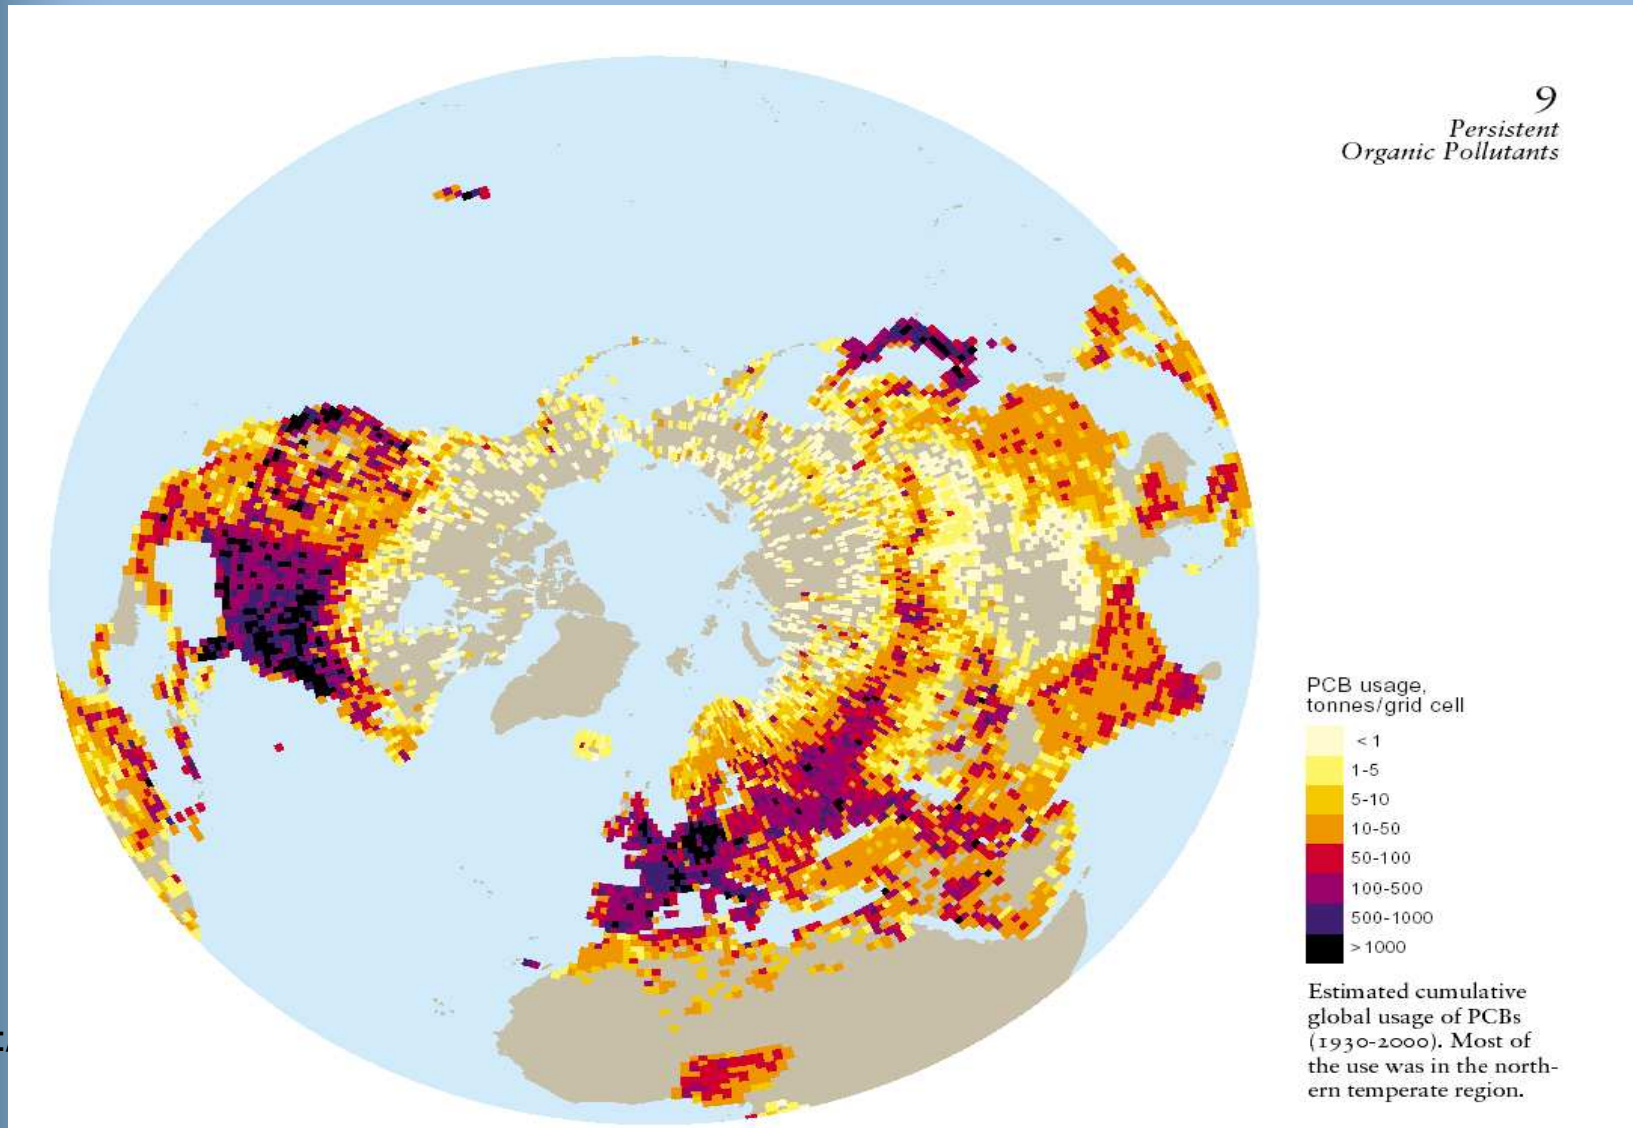 9
Persistent
Organic Pollutants
PCB usage,
tonnes/grid cell
< 1
1-5
5-10
10-50
50-100
100-500
500-1000
> 1000
Estimated cumulative
global usage of PCBs
(1930-2000). Most of
the use was in the north-
ern temperate region.